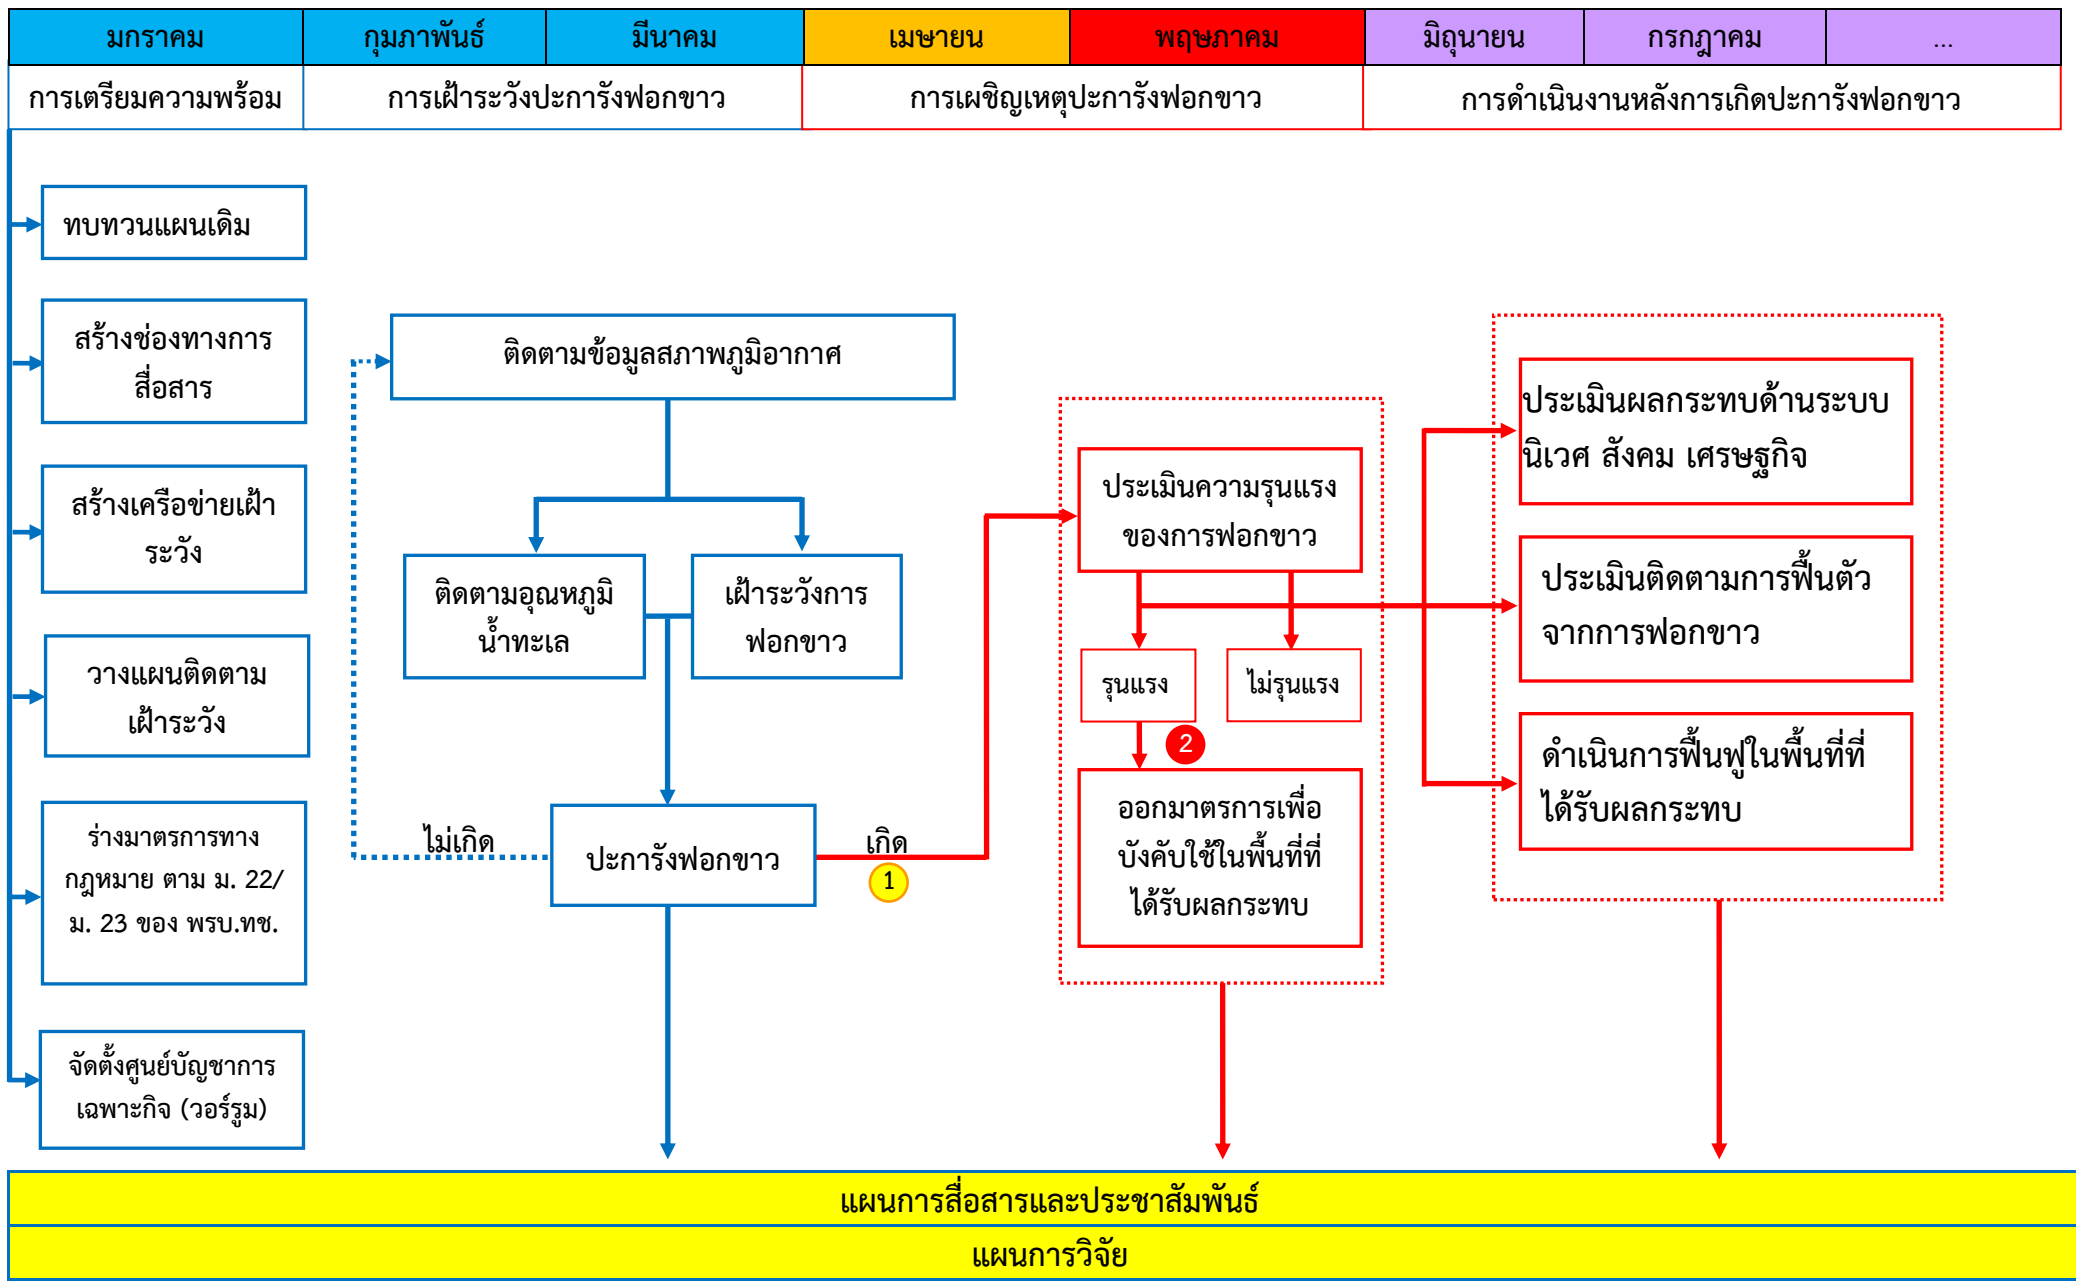 มกราคม
กุมภาพันธ์
มีนาคม
เมษายน
พฤษภาคม
มิถุนายน
กรกฎาคม
...
การเตรียมความพร้อม
การเฝ้าระวังปะการังฟอกขาว
การเผชิญเหตุปะการังฟอกขาว
การดำเนินงานหลังการเกิดปะการังฟอกขาว
ทบทวนแผนเดิม
สร้างช่องทางการ
สื่อสาร
สร้างเครือข่ายเฝ้า
ระวัง
วางแผนติดตาม
เฝ้าระวัง
ร่างมาตรการทาง
กฎหมาย ตาม ม. 22/
ม. 23 ของ พรบ.ทช.
จัดตั้งศูนย์บัญชาการ
เฉพาะกิจ (วอร์รูม)
ติดตามข้อมูลสภาพภูมิอากาศ
ติดตามอุณหภูมิ
น้ำทะเล
เฝ้าระวังการ
ฟอกขาว
ไม่เกิด
ปะการังฟอกขาว
เกิด
1
ประเมินความรุนแรง
ของการฟอกขาว
รุนแรง
ไม่รุนแรง
2
ออกมาตรการเพื่อ
บังคับใช้ในพื้นที่ที่
ได้รับผลกระทบ
ประเมินผลกระทบด้านระบบ
นิเวศ สังคม เศรษฐกิจ
ประเมินติดตามการฟื้นตัว
จากการฟอกขาว
ดำเนินการฟื้นฟูในพื้นที่ที่
ได้รับผลกระทบ
แผนการสื่อสารและประชาสัมพันธ์
แผนการวิจัย